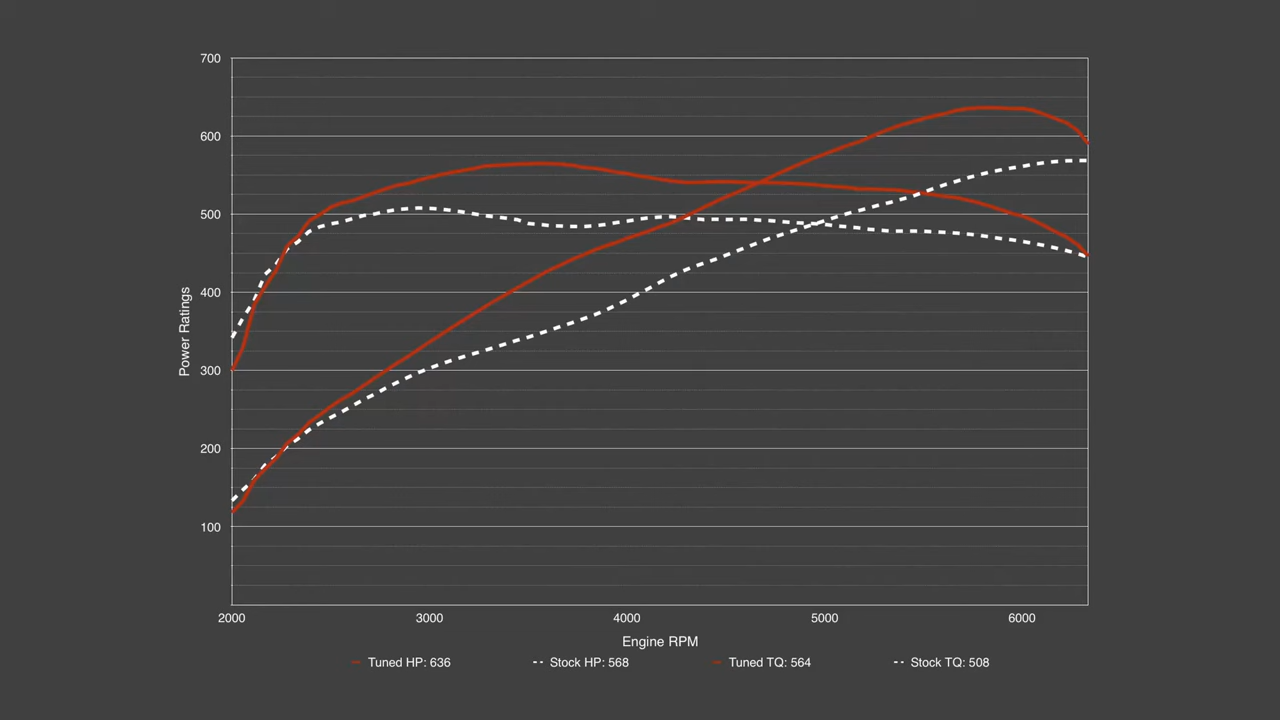 700
600
500
400
300
200
100
Power Ratings
2000 3000 4000 5000 6000
Engine RPM
Tuned HP: 636 Stock HP: 568 Tuned TQ: 564 Stock TQ: 508